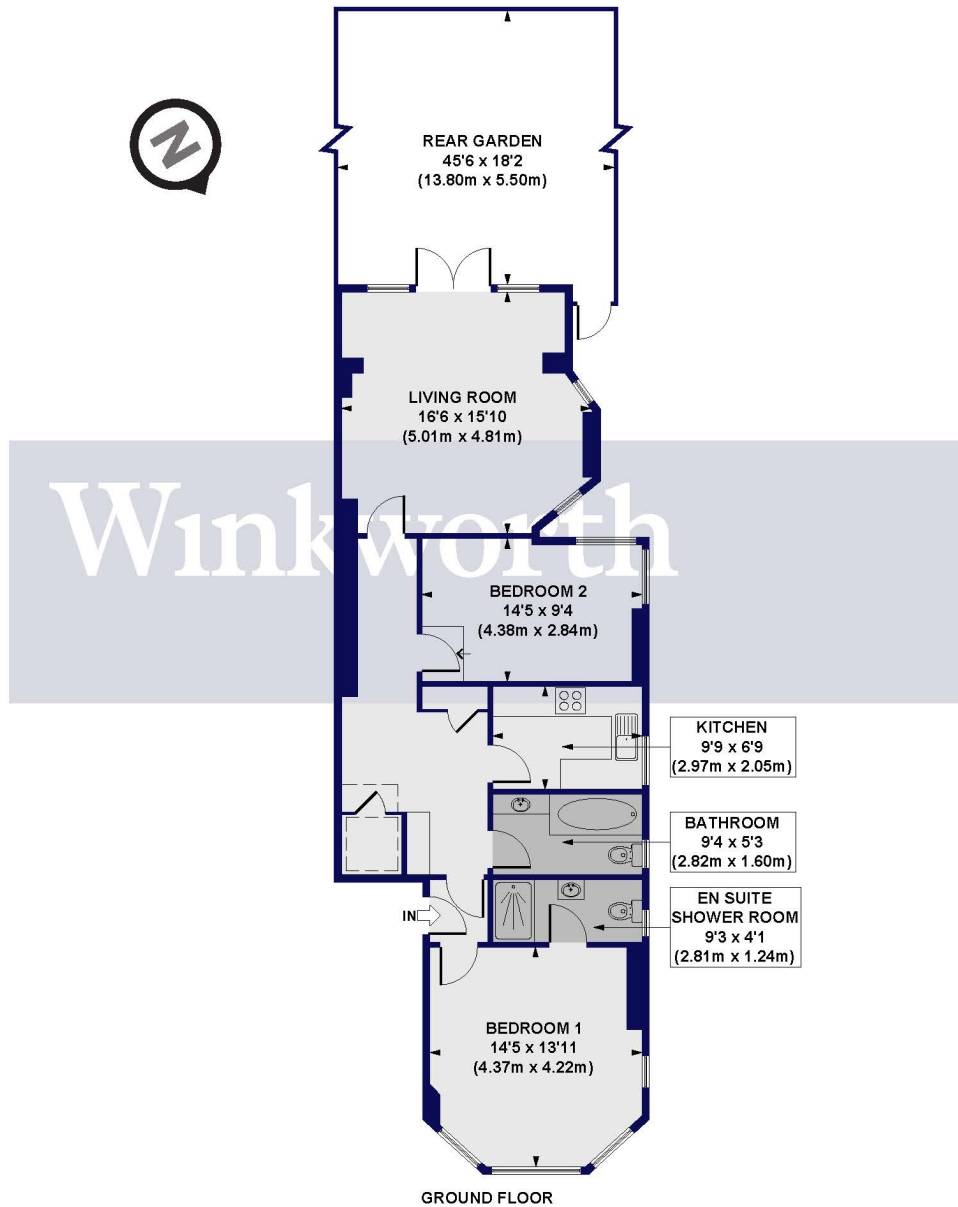 N
REAR GARDEN
45'6 x 18'2
(13.80m x 5.50m)
LIVING ROOM
16'6 x 15'10
(5.01m x 4.81m)
Winkworth
BEDROOM 2
14'5 x 9'4
(4.38m x 2.84m)
KITCHEN
9'9 x 6'9
(2.97m x 2.05m)
BATHROOM
9'4 x 5'3
(2.82m x 1.60m)
EN SUITE
SHOWER ROOM
9'3 x 4'1
(2.81m x 1.24m)
IN
BEDROOM 1
14'5 x 13'11
(4.37m x 4.22m)
GROUND FLOOR